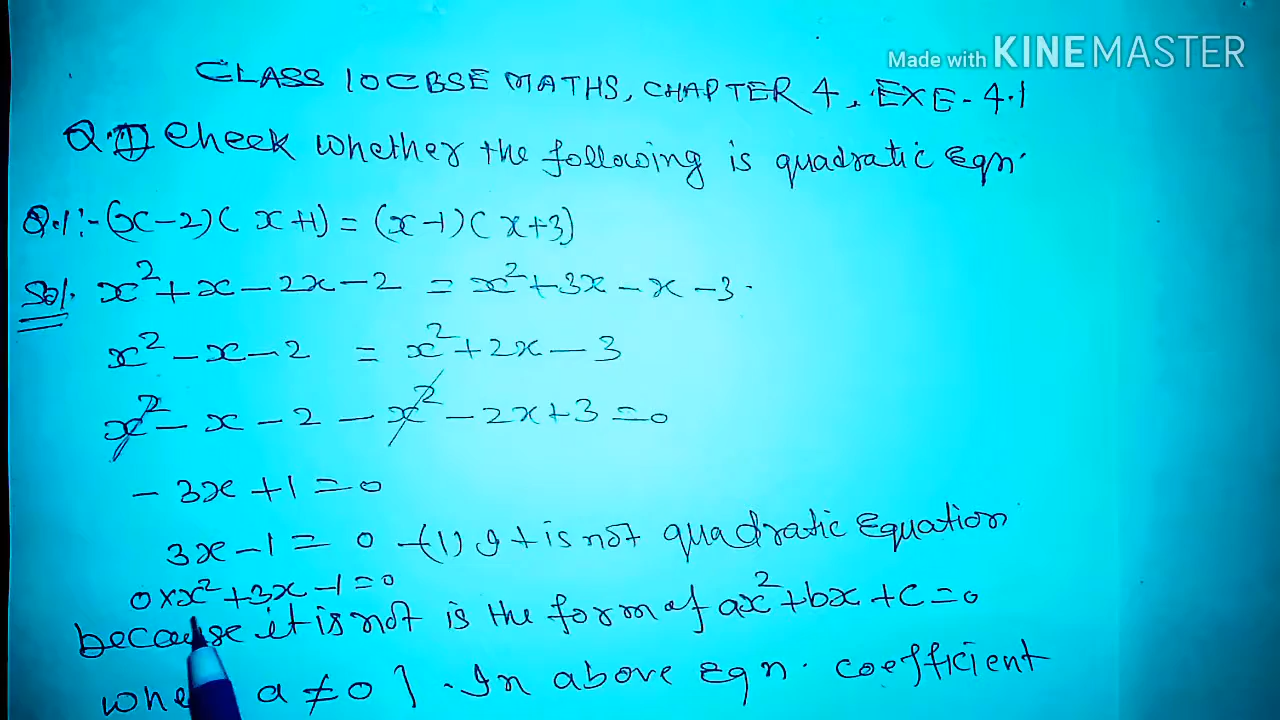 Made with KINEMASTER
CLASS 10 CBSE MATHS, CHAPTER 4, EXE-4.1
Q.① Check whether the following is quadratic Eqn.
Q.1:- (x-2)(x+1) = (x-1)(x+3)
Sol. x²+x-2x-2 = x²+3x-x-3.
x²-x-2 = x²+2x-3
x²-x-2-x²-2x+3=0
-3x+1=0
3x-1=0 -(1) It is not quadratic Equation
0×x²+3x-1=0
because it is not is the form of ax²+bx+c=0
a≠0]. In above Eqn. coefficient